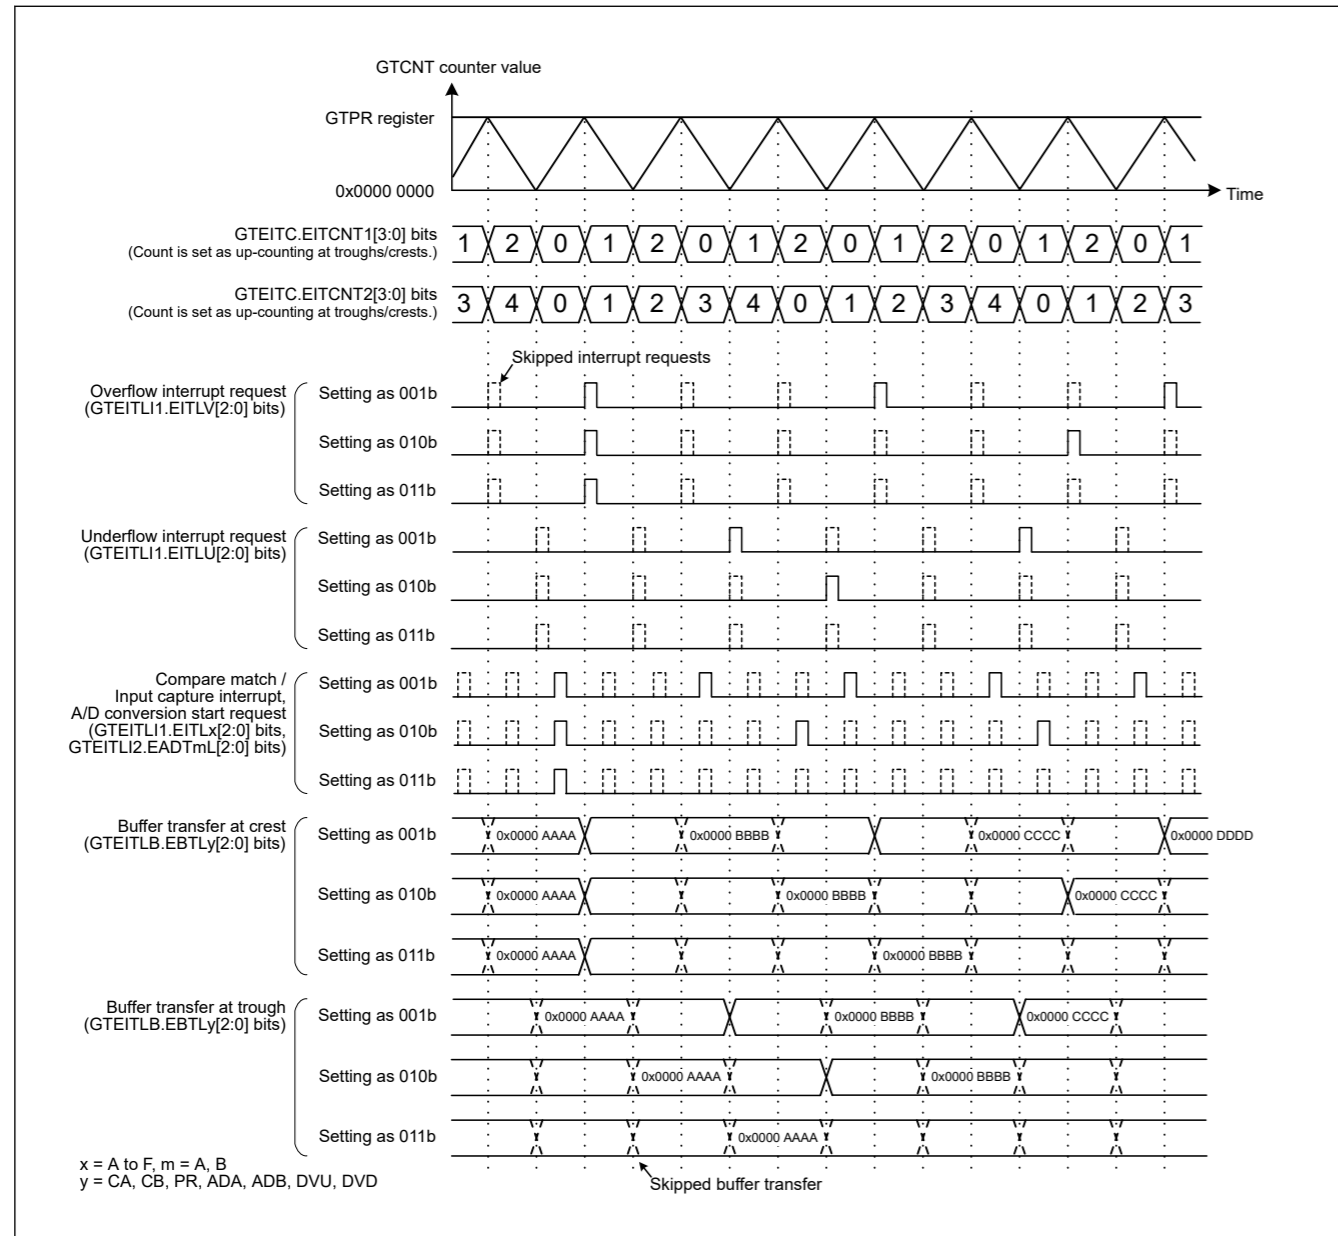 GTCNT counter value
GTPR register
0x0000 0000
Time
GTEITC.EITCNT1[3:0] bits
(Count is set as up-counting at troughs/crests.)
1 2 0 1 2 0 1 2 0 1 2 0 1 2 0 1
GTEITC.EITCNT2[3:0] bits
(Count is set as up-counting at troughs/crests.)
3 4 0 1 2 3 4 0 1 2 3 4 0 1 2 3
Skipped interrupt requests
Overflow interrupt request
(GTEITLI1.EITLV[2:0] bits)
Setting as 001b
Setting as 010b
Setting as 011b
Underflow interrupt request
(GTEITLI1.EITLU[2:0] bits)
Setting as 001b
Setting as 010b
Setting as 011b
Compare match /
Input capture interrupt,
A/D conversion start request
(GTEITLI1.EITLx[2:0] bits,
GTEITLI2.EADTmL[2:0] bits)
Setting as 001b
Setting as 010b
Setting as 011b
Buffer transfer at crest
(GTEITLB.EBTLy[2:0] bits)
Setting as 001b 0x0000 AAAA 0x0000 BBBB 0x0000 CCCC 0x0000 DDDD
Setting as 010b 0x0000 AAAA 0x0000 BBBB 0x0000 CCCC
Setting as 011b 0x0000 AAAA 0x0000 BBBB
Buffer transfer at trough
(GTEITLB.EBTLy[2:0] bits)
Setting as 001b 0x0000 AAAA 0x0000 BBBB 0x0000 CCCC
Setting as 010b 0x0000 AAAA 0x0000 BBBB
Setting as 011b 0x0000 AAAA
x = A to F, m = A, B
y = CA, CB, PR, ADA, ADB, DVU, DVD
Skipped buffer transfer